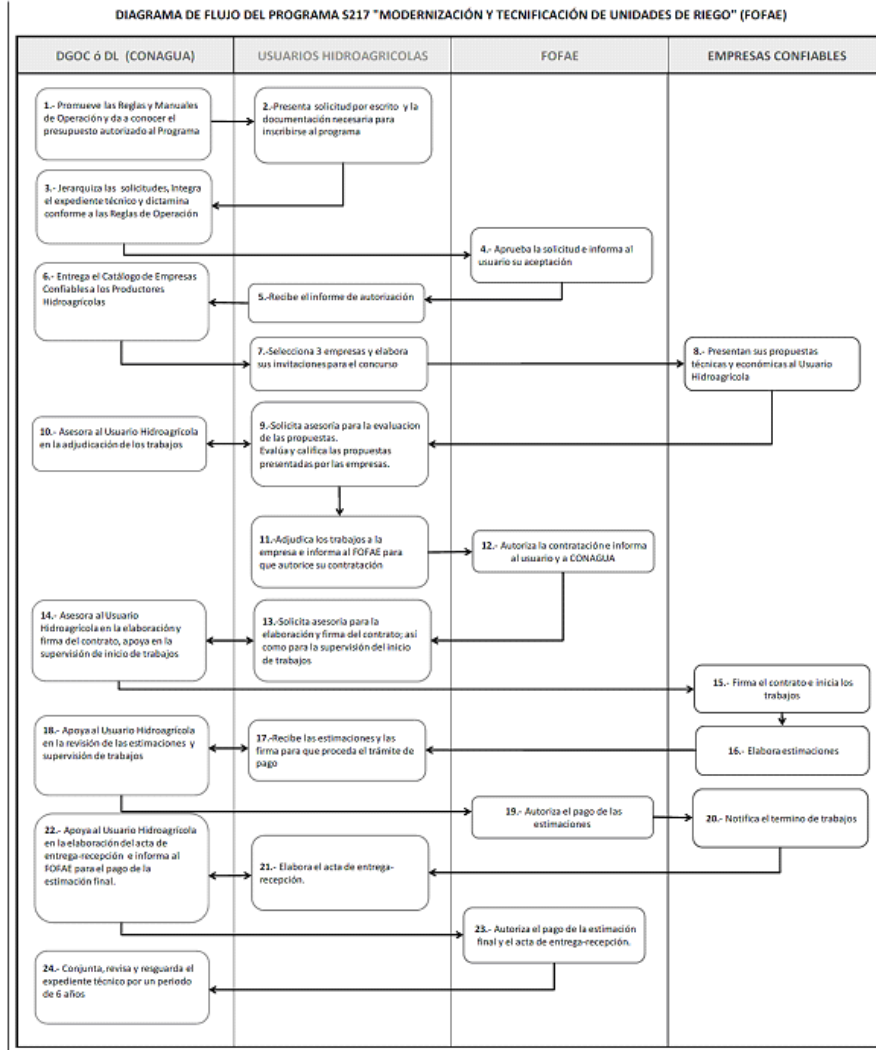 DIAGRAMA DE FLUJO DEL PROGRAMA S217 "MODERNIZACIÓN Y TECNIFICACIÓN DE UNIDADES DE RIEGO" (FOFAE)
DGOC ó DL (CONAGUA)
USUARIOS HIDROAGRICOLAS
FOFAE
EMPRESAS CONFIABLES
1.- Promueve las Reglas y Manuales
de Operación y da a conocer el
presupuesto autorizado al Programa
2.-Presenta solicitud por escrito y la
documentación necesaria para
inscribirse al programa
3.- Jerarquiza las solicitudes, Integra
el expediente técnico y dictamina
conforme a las Reglas de Operación
4.- Aprueba la solicitud e informa al
usuario su aceptación
5.-Recibe el informe de autorización
6.- Entrega el Catálogo de Empresas
Confiables a los Productores
Hidroagrícolas
7.-Selecciona 3 empresas y elabora
sus invitaciones para el concurso
8.- Presentan sus propuestas
técnicas y económicas al Usuario
Hidroagrícola
9.-Solicita asesoría para la evaluacion
de las propuestas.
Evalúa y califica las propuestas
presentadas por las empresas.
10.- Asesora al Usuario Hidroagrícola
en la adjudicación de los trabajos
11.-Adjudica los trabajos a la
empresa e informa al FOFAE para
que autorice su contratación
12.- Autoriza la contratación e informa
al usuario y a CONAGUA
13.-Solicita asesoría para la
elaboración y firma del contrato; así
como para la supervisión del inicio
de trabajos
14.- Asesora al Usuario
Hidroagrícola en la elaboración y
firma del contrato, apoya en la
supervisión de inicio de trabajos
15.- Firma el contrato e inicia los
trabajos
16.- Elabora estimaciones
17.-Recibe las estimaciones y las
firma para que proceda el trámite de
pago
18.- Apoya al Usuario Hidroagrícola
en la revisión de las estimaciones y
supervisión de trabajos
19.- Autoriza el pago de las
estimaciones
20.- Notifica el termino de trabajos
21.- Elabora el acta de entrega-
recepción.
22.- Apoya al Usuario Hidroagrícola
en la elaboración del acta de
entrega-recepción e informa al
FOFAE para el pago de la
estimación final.
23.- Autoriza el pago de la estimación
final y el acta de entrega-recepción.
24.- Conjunta, revisa y resguarda el
expediente técnico por un periodo
de 6 años